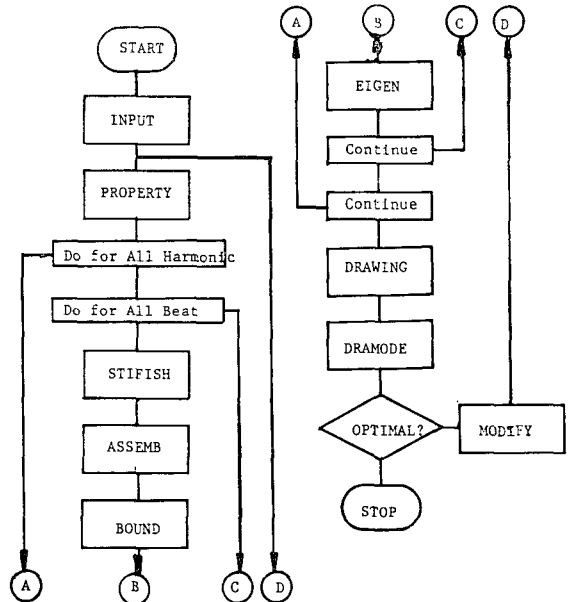 START
INPUT
PROPERTY
Do for All Harmonic
Do for All Beat
STIFISH
ASSEMB
BOUND
A
B
C
D
A
B
C
D
EIGEN
Continue
Continue
DRAWING
DRAMODE
OPTIMAL?
MODIFY
STOP